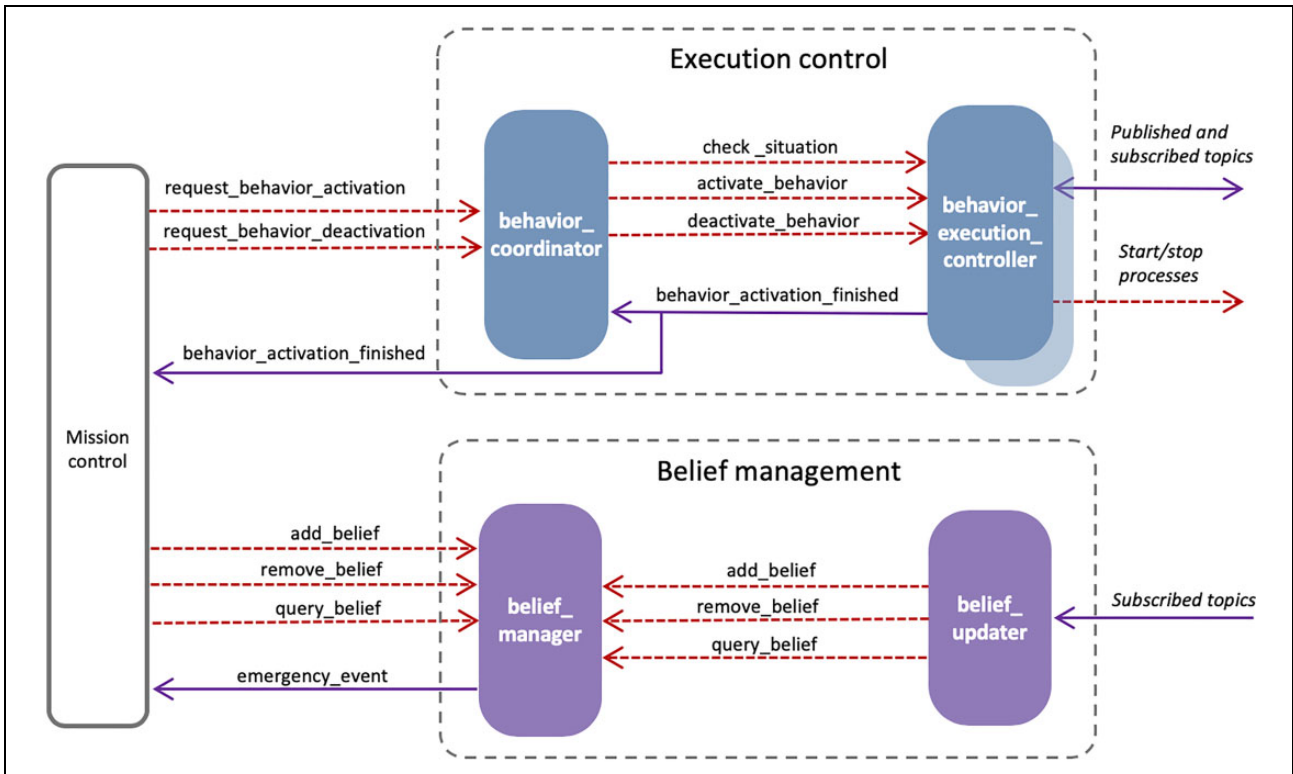 Execution control
check _situation
activate_behavior
deactivate_behavior
behavior_activation_finished
behavior_
coordinator
behavior_
execution_
controller
Published and
subscribed topics
Start/stop
processes
request_behavior_activation
request_behavior_deactivation
behavior_activation_finished
Mission
control
Belief management
add_belief
remove_belief
query_belief
emergency_event
belief_
manager
add_belief
remove_belief
query_belief
belief_
updater
Subscribed topics